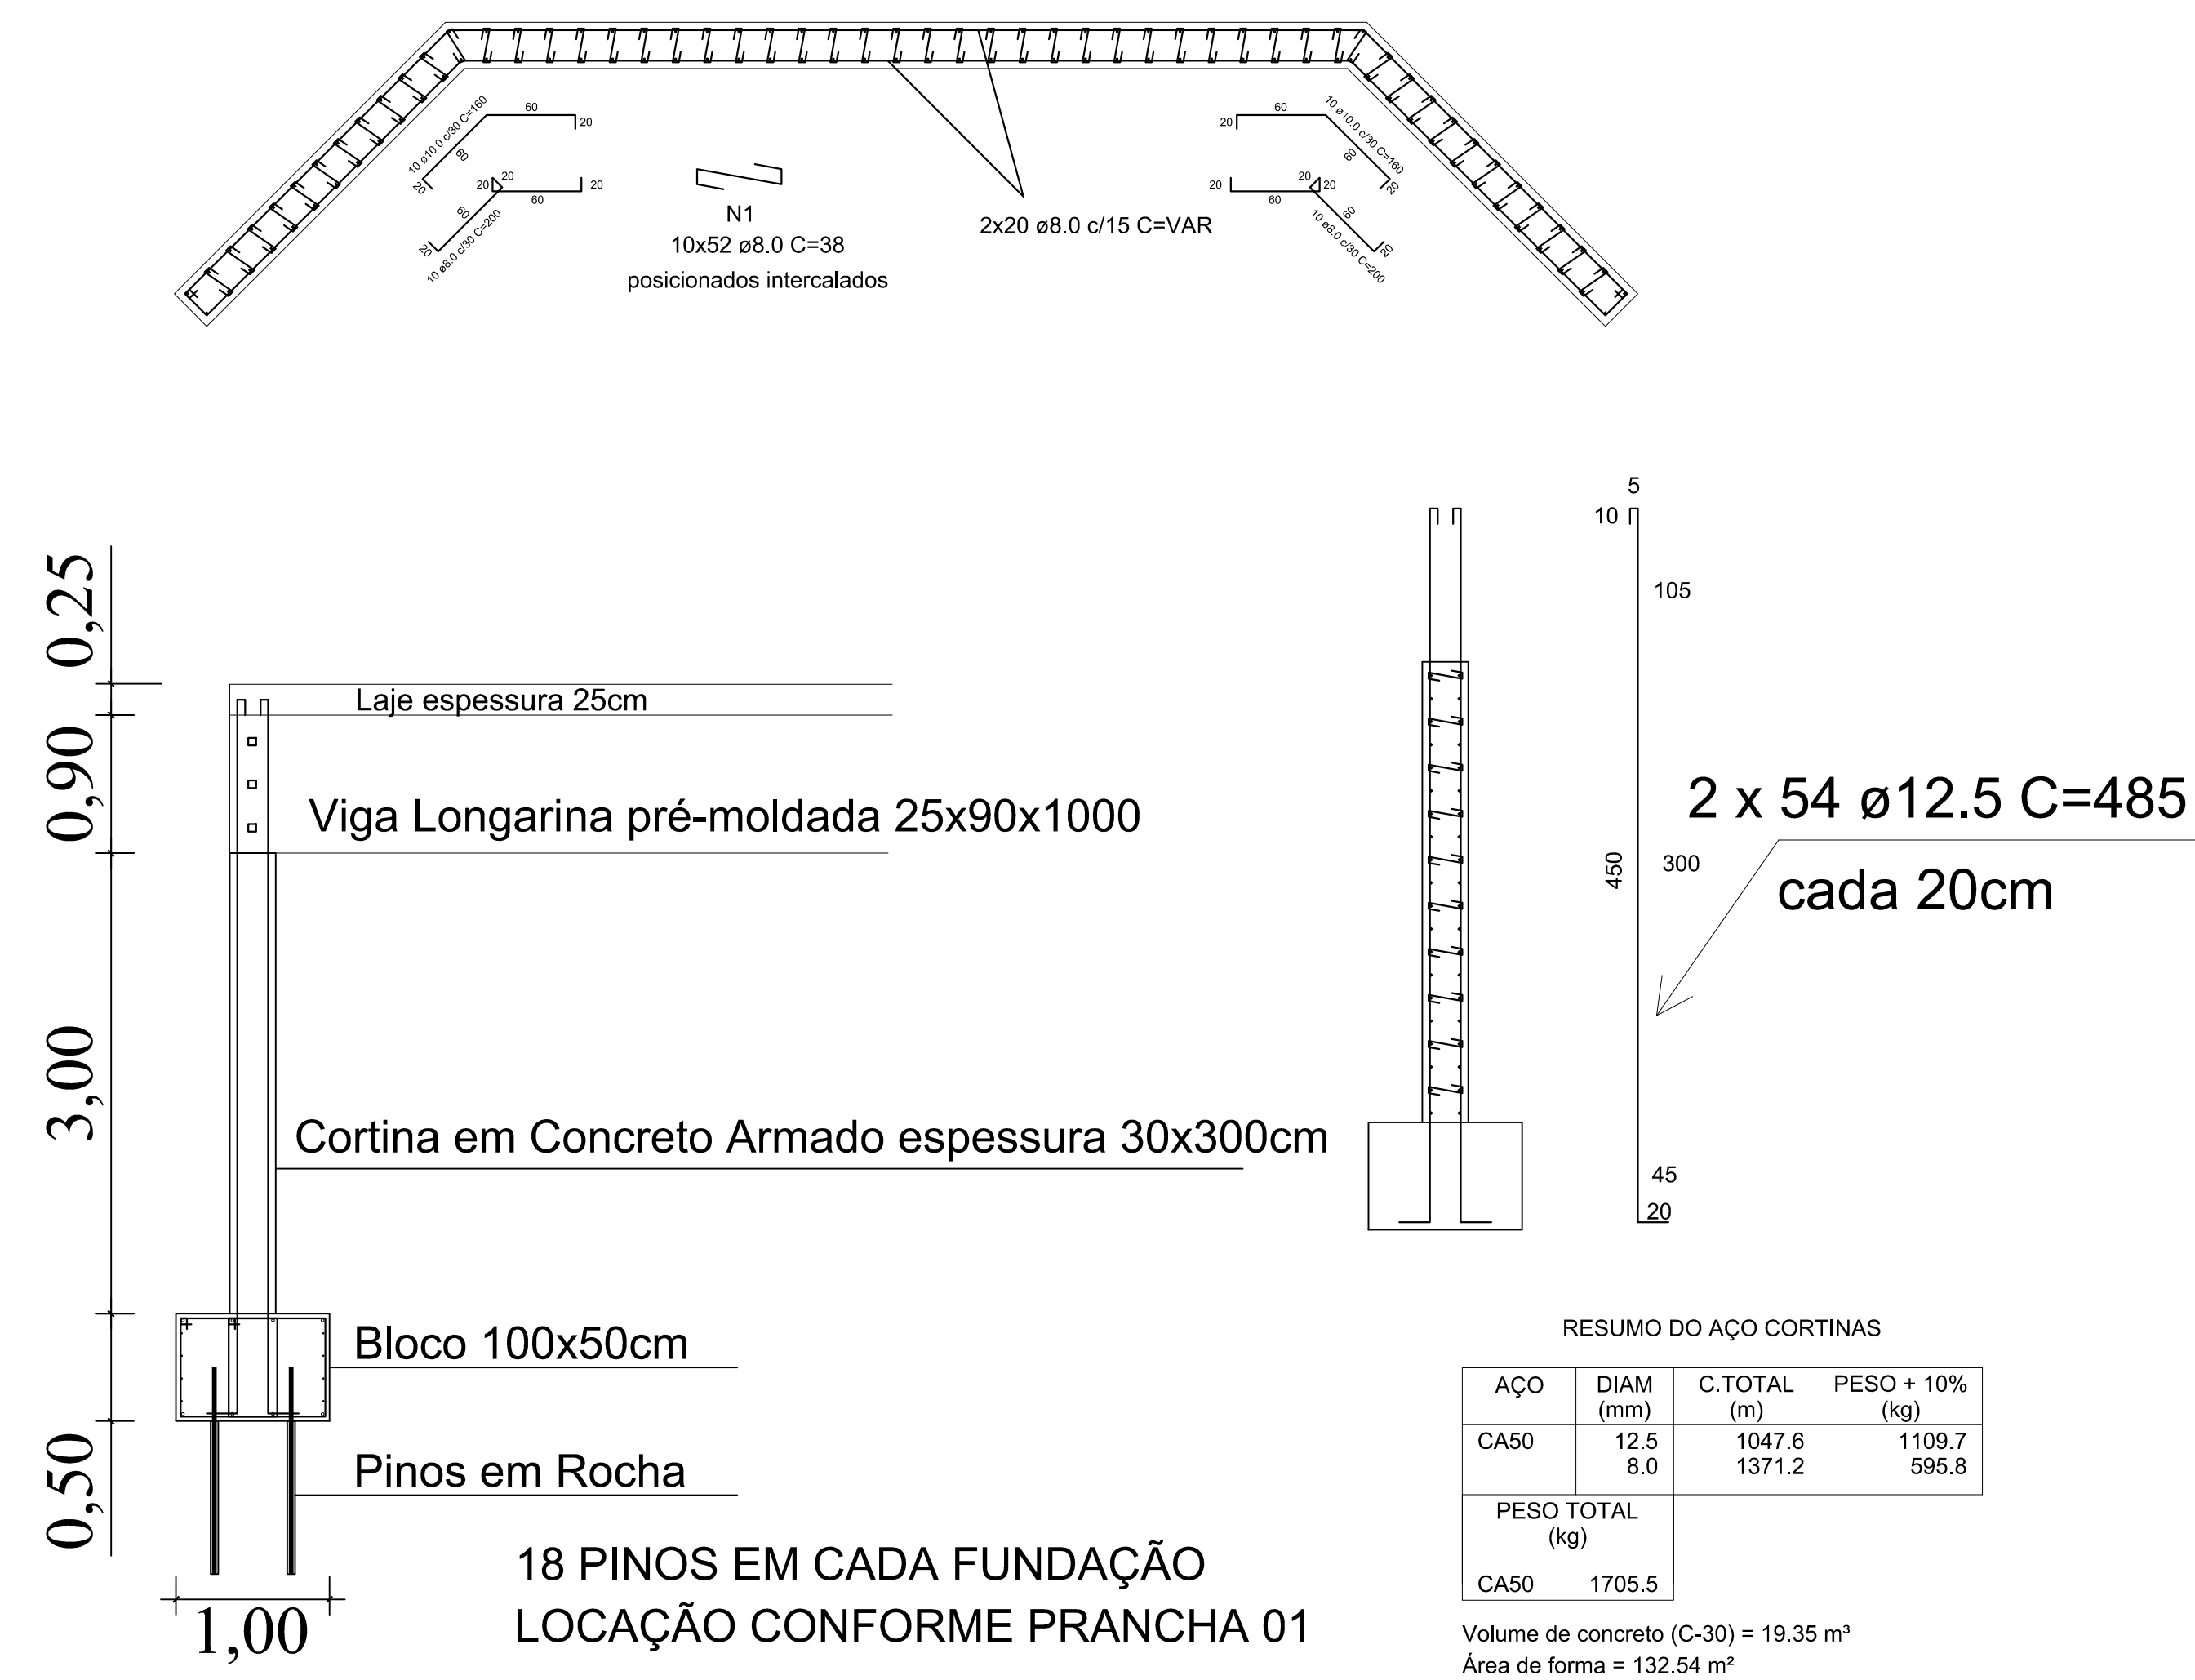 10 ø10.0 c/30 C=160
60
20
60
20
20
20
20
60
60
20
10 ø8.0 c/30 C=200
N1
10x52 ø8.0 C=38
posicionados intercalados
2x20 ø8.0 c/15 C=VAR
60
20
10 ø10.0 c/30 C=160
60
20
20
20
20
60
60
20
10 ø8.0 c/30 C=200
0,25
0,90
3,00
0,50
1,00
Laje espessura 25cm
Viga Longarina pré-moldada 25x90x1000
Cortina em Concreto Armado espessura 30x300cm
Bloco 100x50cm
Pinos em Rocha
18 PINOS EM CADA FUNDAÇÃO
LOCAÇÃO CONFORME PRANCHA 01
5
10
105
450
300
45
20
2 x 54 ø12.5 C=485
cada 20cm
RESUMO DO AÇO CORTINAS
AÇO DIAM C.TOTAL PESO + 10%
(mm) (m) (kg)
CA50 12.5 1047.6 1109.7
8.0 1371.2 595.8
PESO TOTAL
(kg)
CA50 1705.5
Volume de concreto (C-30) = 19.35 m³
Área de forma = 132.54 m²